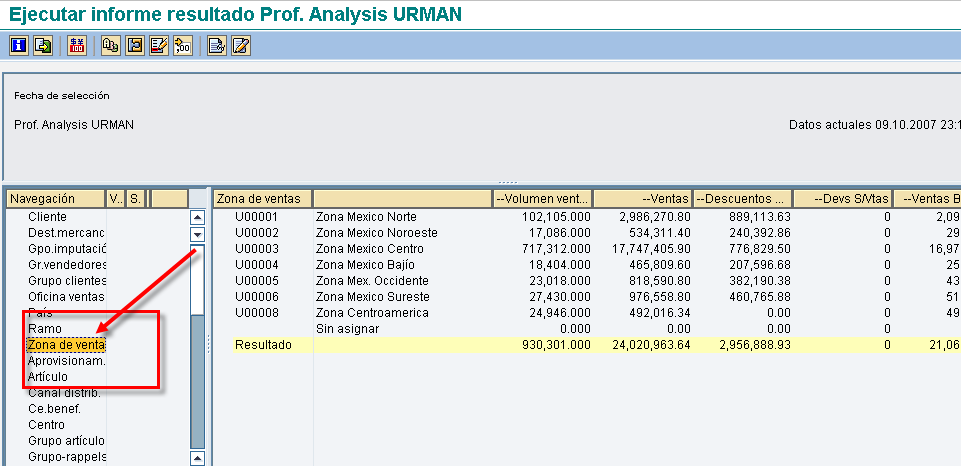 Ejecutar informe resultado Prof. Analysis URMAN
Fecha de selección
Prof. Analysis URMAN
Datos actuales 09.10.2007 23:1
Navegación V.. S. Zona de ventas --Volumen vent... --Ventas --Descuentos ... --Devs S/Vtas --Ventas B
Cliente U00001 Zona Mexico Norte 102,105.000 2,986,270.80 889,113.63 0 2,09
Dest.mercanc U00002 Zona Mexico Noroeste 17,086.000 534,311.40 240,392.86 0 29
Gpo.imputació U00003 Zona Mexico Centro 717,312.000 17,747,405.90 776,829.50 0 16,97
Gr.vendedores U00004 Zona Mexico Bajío 18,404.000 465,809.60 207,596.68 0 25
Grupo clientes U00005 Zona Mex. Occidente 23,018.000 818,590.80 382,190.38 0 43
Oficina ventas U00006 Zona Mexico Sureste 27,430.000 976,558.80 460,765.88 0 51
País U00008 Zona Centroamerica 24,946.000 492,016.34 0.00 0 49
Ramo Sin asignar 0.000 0.00 0.00 0
Zona de venta Resultado 930,301.000 24,020,963.64 2,956,888.93 0 21,06
Aprovisionam.
Artículo
Canal distrib.
Ce.benef.
Centro
Grupo artículo
Grupo-rappels